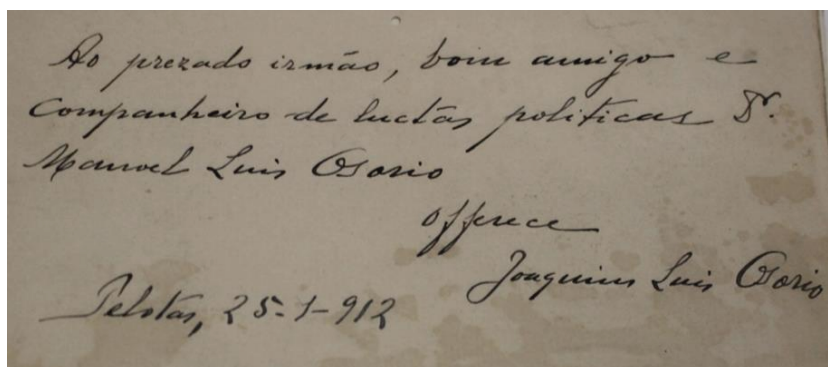 Ao prezado irmão, bom amigo e
companheiro de luctas politicas Dr.
Manoel Luis Osorio
offerece
Joaquim Luis Osorio
Pelotas, 25-1-912